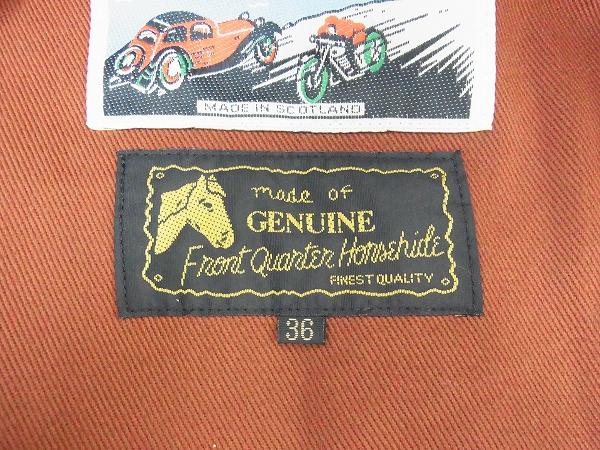 MADE IN SCOTLAND
made of
GENUINE
Front Quarter Horsehide
FINEST QUALITY
36